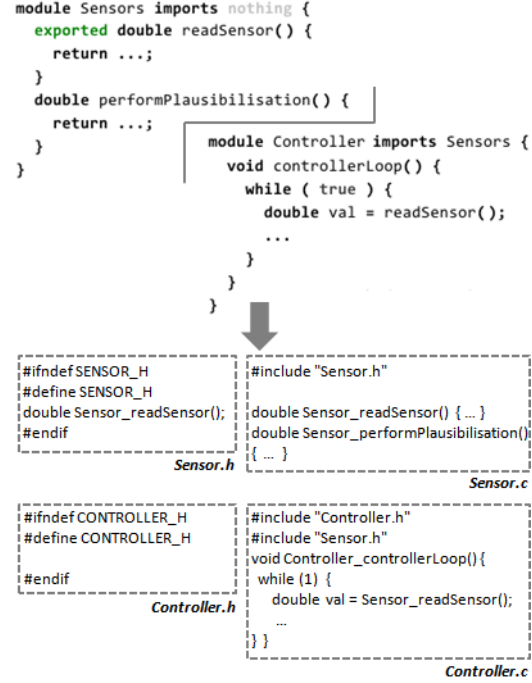 module Sensors imports nothing {
exported double readSensor() {
return ...;
}
double performPlausibilisation() {
return ...;
}
}
module Controller imports Sensors {
void controllerLoop() {
while ( true ) {
double val = readSensor();
...
}
}
}
#ifndef SENSOR_H
#define SENSOR_H
double Sensor_readSensor();
#endif
Sensor.h
#include "Sensor.h"
double Sensor_readSensor() { ... }
double Sensor_performPlausibilisation()
{ ... }
Sensor.c
#ifndef CONTROLLER_H
#define CONTROLLER_H
#endif
Controller.h
#include "Controller.h"
#include "Sensor.h"
void Controller_controllerLoop() {
while (1) {
double val = Sensor_readSensor();
...
} }
Controller.c